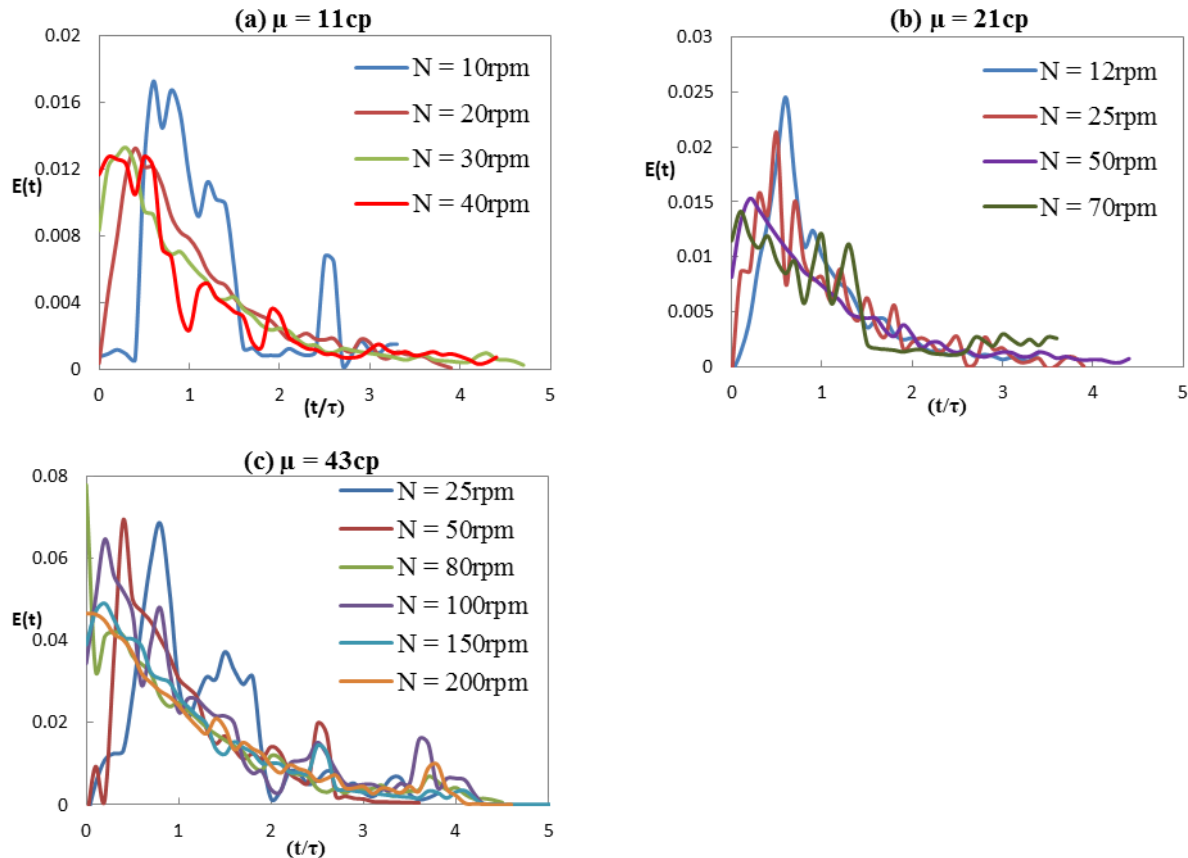 (a) µ = 11cp
0.02
0.016
0.012
E(t)
0.008
0.004
0
0 1 2 3 4 5
(t/τ)
N = 10rpm
N = 20rpm
N = 30rpm
N = 40rpm
(b) µ = 21cp
0.03
0.025
0.02
E(t)
0.015
0.01
0.005
0
0 1 2 3 4 5
(t/τ)
N = 12rpm
N = 25rpm
N = 50rpm
N = 70rpm
(c) µ = 43cp
0.08
0.06
E(t)
0.04
0.02
0
0 1 2 3 4 5
(t/τ)
N = 25rpm
N = 50rpm
N = 80rpm
N = 100rpm
N = 150rpm
N = 200rpm